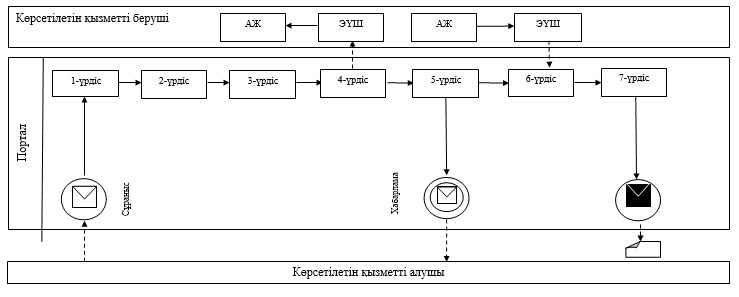 Көрсетілетін қызметті беруші
АЖ
ЭҮШ
АЖ
ЭҮШ
Портал
1-үрдіс
2-үрдіс
3-үрдіс
4-үрдіс
5-үрдіс
6-үрдіс
7-үрдіс
Сұраныс
Хабарлама
Көрсетілетін қызметті алушы